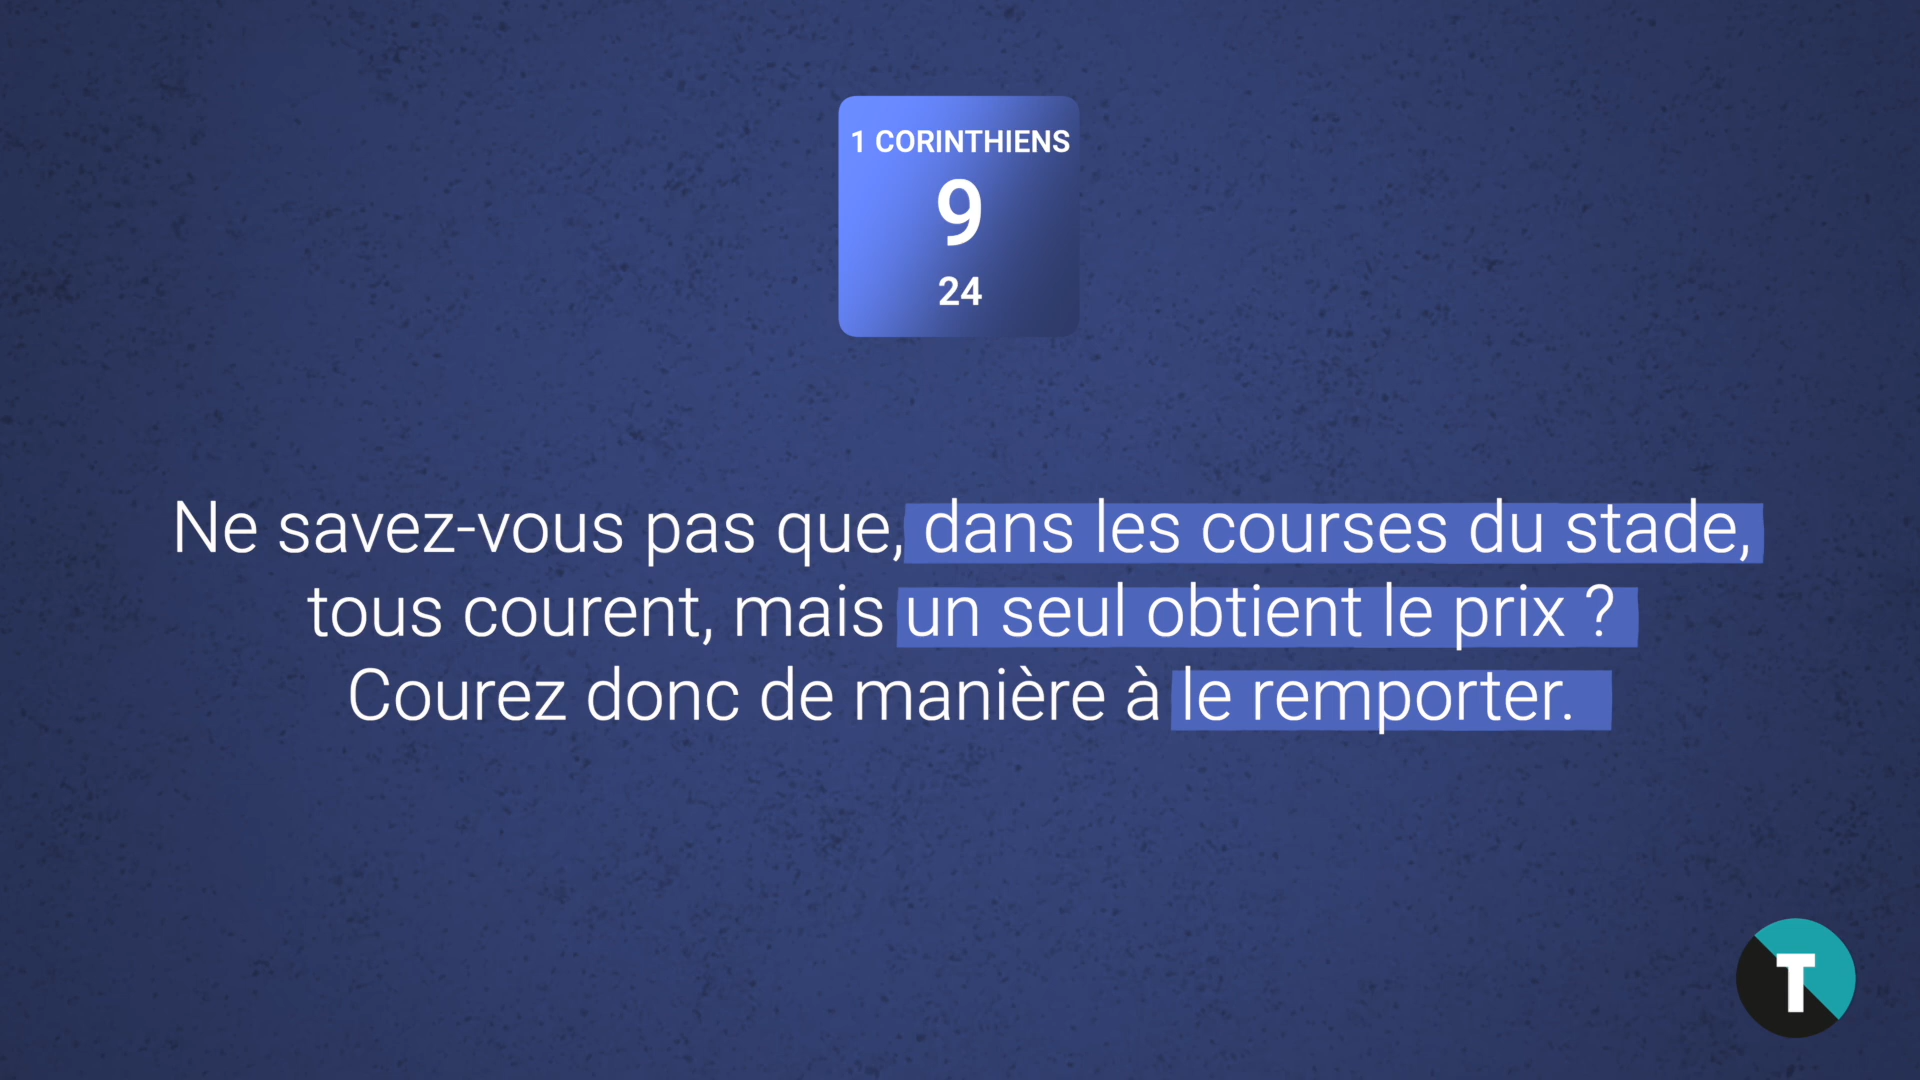 1 CORINTHIENS
9
24
Ne savez-vous pas que, dans les courses du stade,
tous courent, mais un seul obtient le prix ?
Courez donc de manière à le remporter.
T